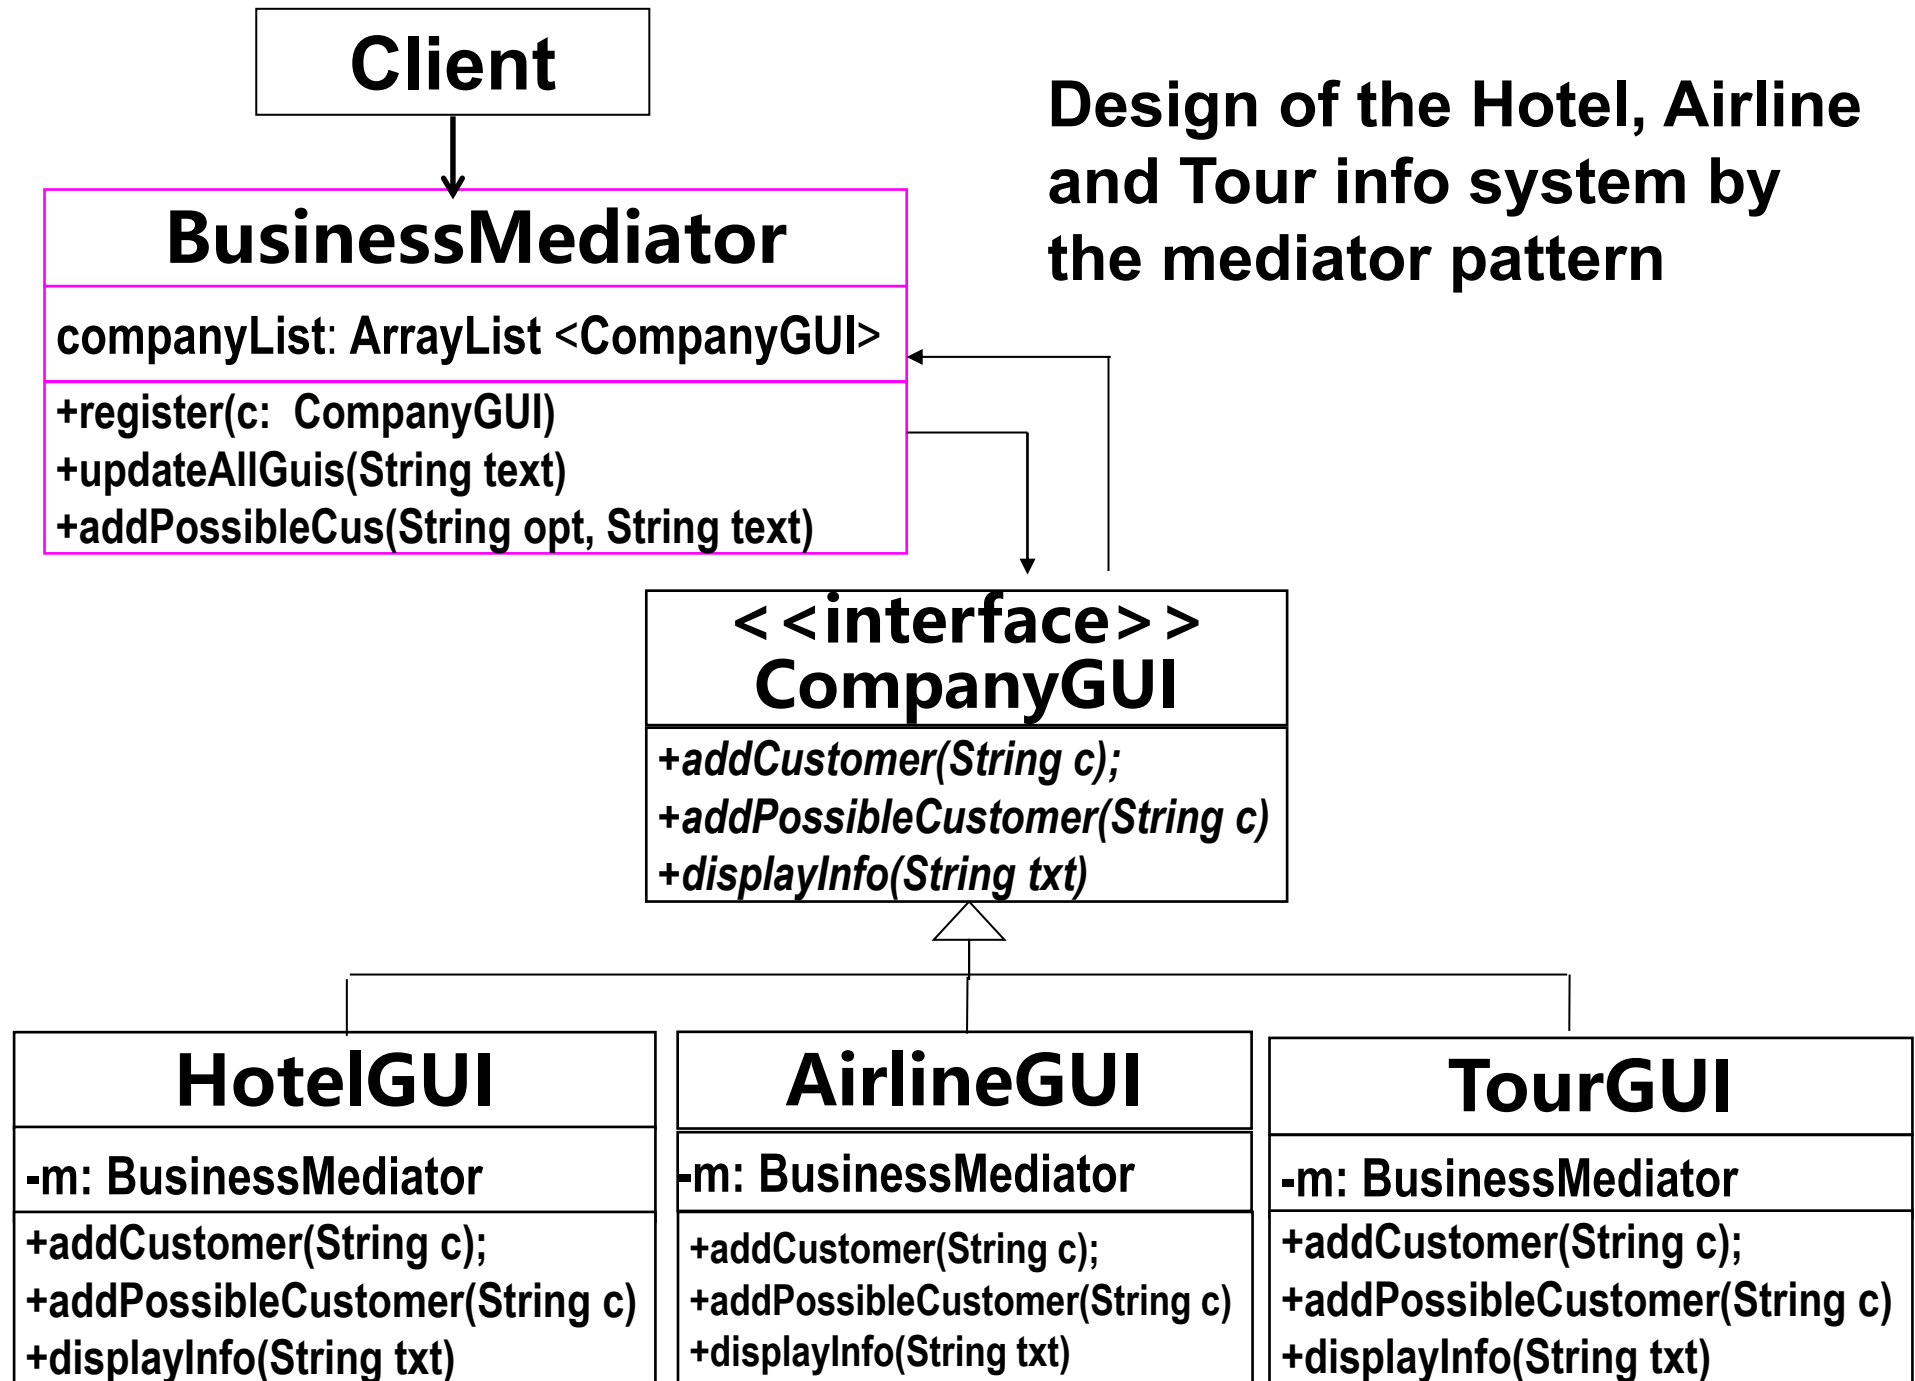 Client
Design of the Hotel, Airline
and Tour info system by
the mediator pattern
BusinessMediator
companyList: ArrayList <CompanyGUI>
+register(c: CompanyGUI)
+updateAllGuis(String text)
+addPossibleCus(String opt, String text)
<<interface>>
CompanyGUI
+addCustomer(String c);
+addPossibleCustomer(String c)
+displayInfo(String txt)
HotelGUI
-m: BusinessMediator
+addCustomer(String c);
+addPossibleCustomer(String c)
+displayInfo(String txt)
AirlineGUI
-m: BusinessMediator
+addCustomer(String c);
+addPossibleCustomer(String c)
+displayInfo(String txt)
TourGUI
-m: BusinessMediator
+addCustomer(String c);
+addPossibleCustomer(String c)
+displayInfo(String txt)